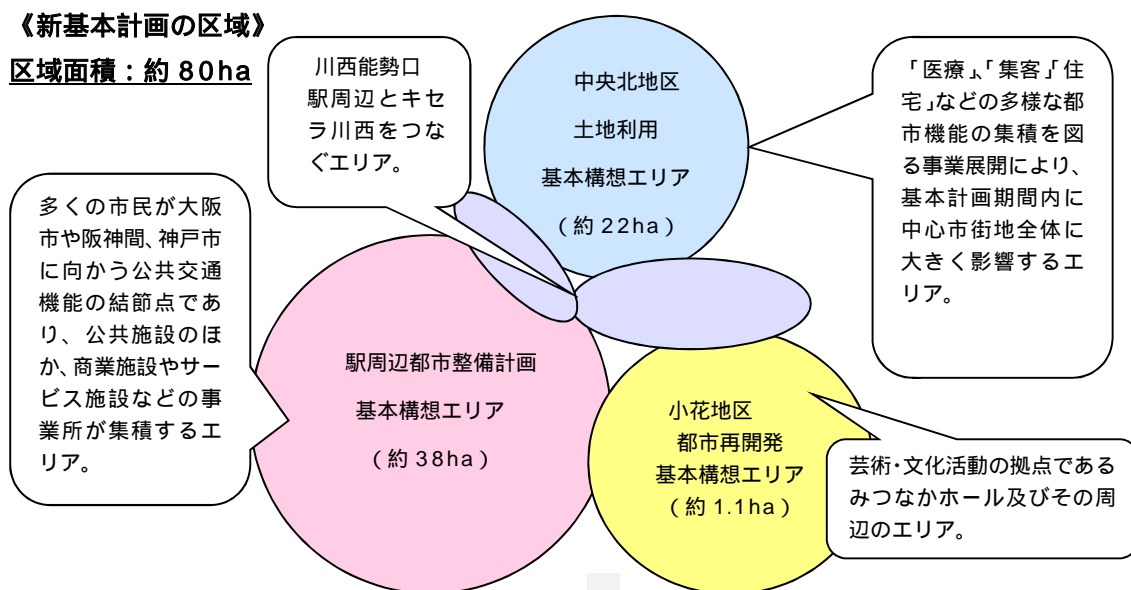 《新基本計画の区域》
区域面積：約80ha
川西能勢口
駅周辺とキセ
ラ川西をつな
ぐエリア。
中央北地区
土地利用
基本構想エリア
（約22ha）
「医療」、「集客」「住
宅」などの多様な都
市機能の集積を図
る事業展開により、
基本計画期間内に
中心市街地全体に
大きく影響するエ
リア。
多くの市民が大阪
市や阪神間、神戸市
に向かう公共交通
機能の結節点であ
り、公共施設のほ
か、商業施設やサー
ビス施設などの事
業所が集積するエ
リア。
駅周辺都市整備計画
基本構想エリア
（約38ha）
小花地区
都市再開発
基本構想エリア
（約1.1ha）
芸術・文化活動の拠点である
みつなかホール及びその周
辺のエリア。